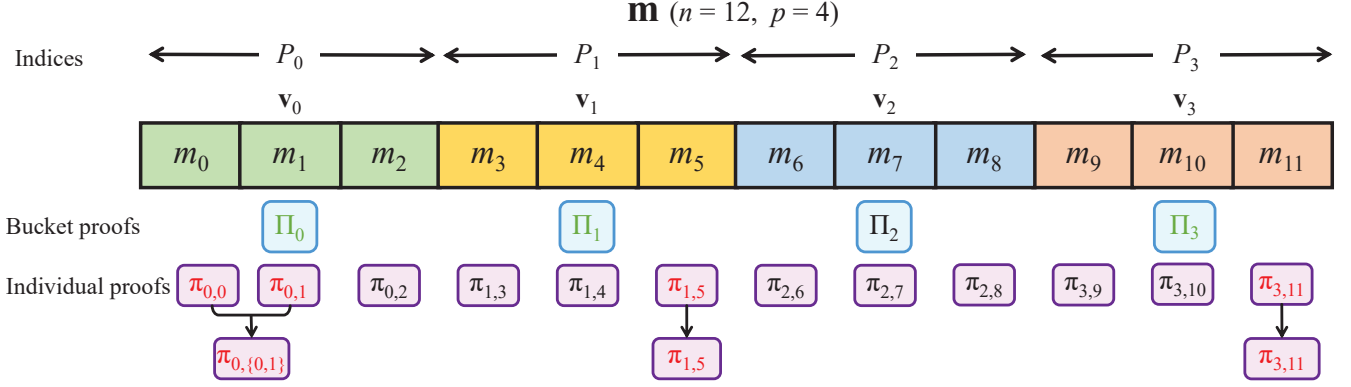 m (n = 12, p = 4)
Indices P₀ P₁ P₂ P₃
v₀ v₁ v₂ v₃
m₀ m₁ m₂ m₃ m₄ m₅ m₆ m₇ m₈ m₉ m₁₀ m₁₁
Bucket proofs Π₀ Π₁ Π₂ Π₃
Individual proofs π₀,₀ π₀,₁ π₀,₂ π₁,₃ π₁,₄ π₁,₅ π₂,₆ π₂,₇ π₂,₈ π₃,₉ π₃,₁₀ π₃,₁₁
π₀,{₀,₁} π₁,₅ π₃,₁₁